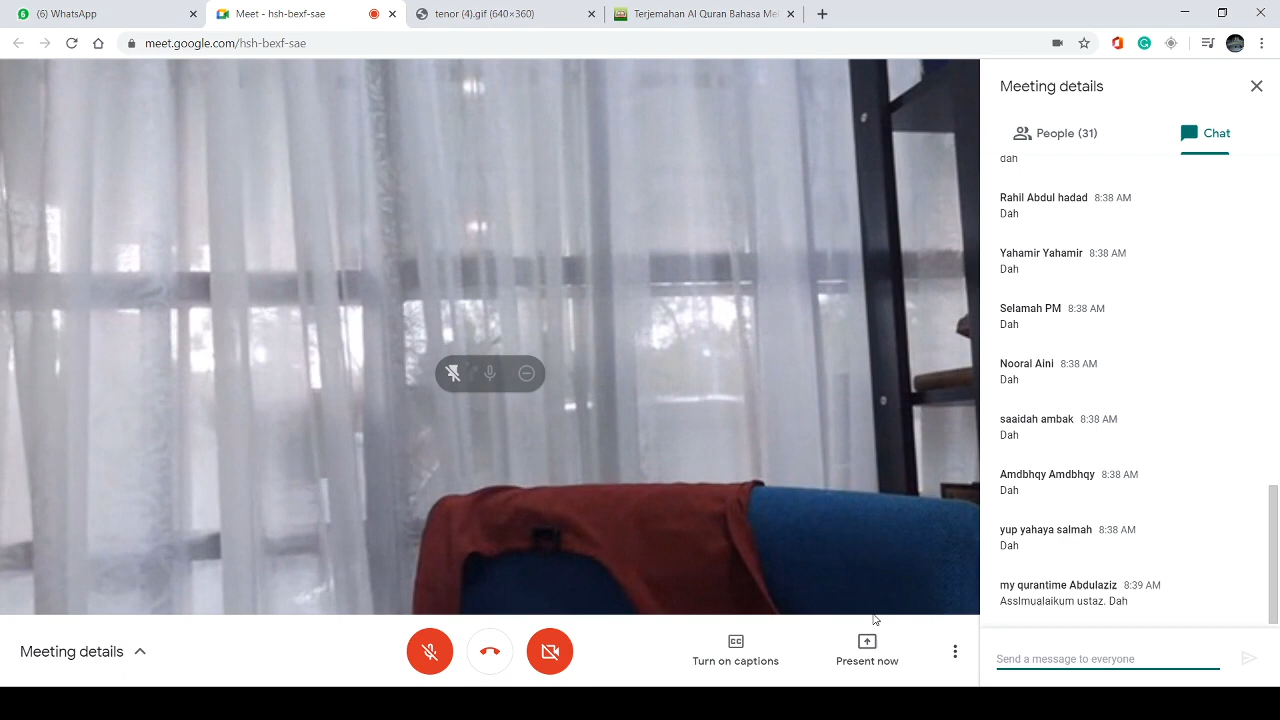 (6) WhatsApp
Meet - hsh-bexf-sae
tenor (4).gif (640×360)
Terjemahan Al Quran Bahasa Mel
meet.google.com/hsh-bexf-sae
Meeting details
People (31)
Chat
dah
Rahil Abdul hadad 8:38 AM
Dah
Yahamir Yahamir 8:38 AM
Dah
Selamah PM 8:38 AM
Dah
Nooral Aini 8:38 AM
Dah
saaidah ambak 8:38 AM
Dah
Amdbhqy Amdbhqy 8:38 AM
Dah
yup yahaya salmah 8:38 AM
Dah
my qurantime Abdulaziz 8:39 AM
Asslmualaikum ustaz. Dah
Send a message to everyone
Meeting details
CC
Turn on captions
Present now